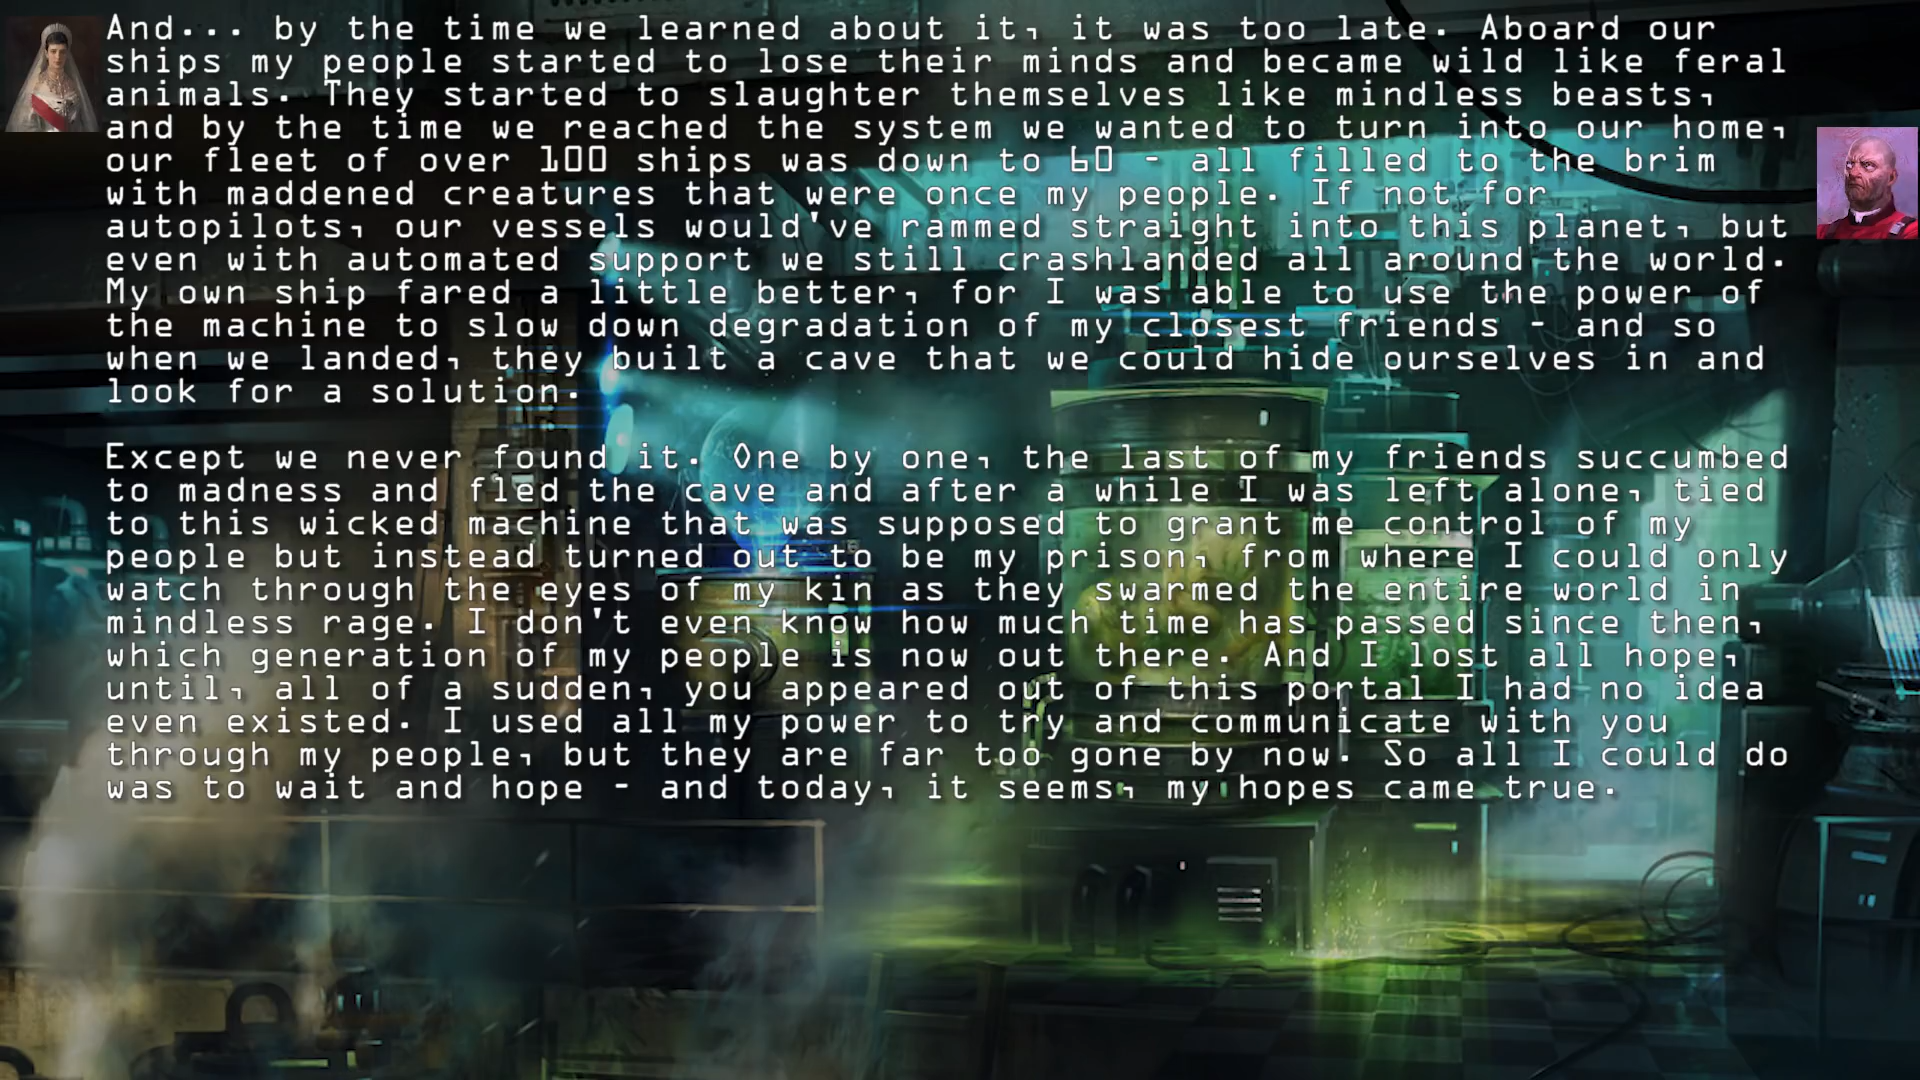 And... by the time we learned about it, it was too late. Aboard our
ships my people started to lose their minds and became wild like feral
animals. They started to slaughter themselves like mindless beasts,
and by the time we reached the system we wanted to turn into our home,
our fleet of over 100 ships was down to 60 - all filled to the brim
with maddened creatures that were once my people. If not for
autopilots, our vessels would've rammed straight into this planet, but
even with automated support we still crashlanded all around the world.
My own ship fared a little better, for I was able to use the power of
the machine to slow down degradation of my closest friends - and so
when we landed, they built a cave that we could hide ourselves in and
look for a solution.
Except we never found it. One by one, the last of my friends succumbed
to madness and fled the cave and after a while I was left alone, tied
to this wicked machine that was supposed to grant me control of my
people but instead turned out to be my prison, from where I could only
watch through the eyes of my kin as they swarmed the entire world in
mindless rage. I don't even know how much time has passed since then,
which generation of my people is now out there. And I lost all hope,
until, all of a sudden, you appeared out of this portal I had no idea
even existed. I used all my power to try and communicate with you
through my people, but they are far too gone by now. So all I could do
was to wait and hope - and today, it seems, my hopes came true.